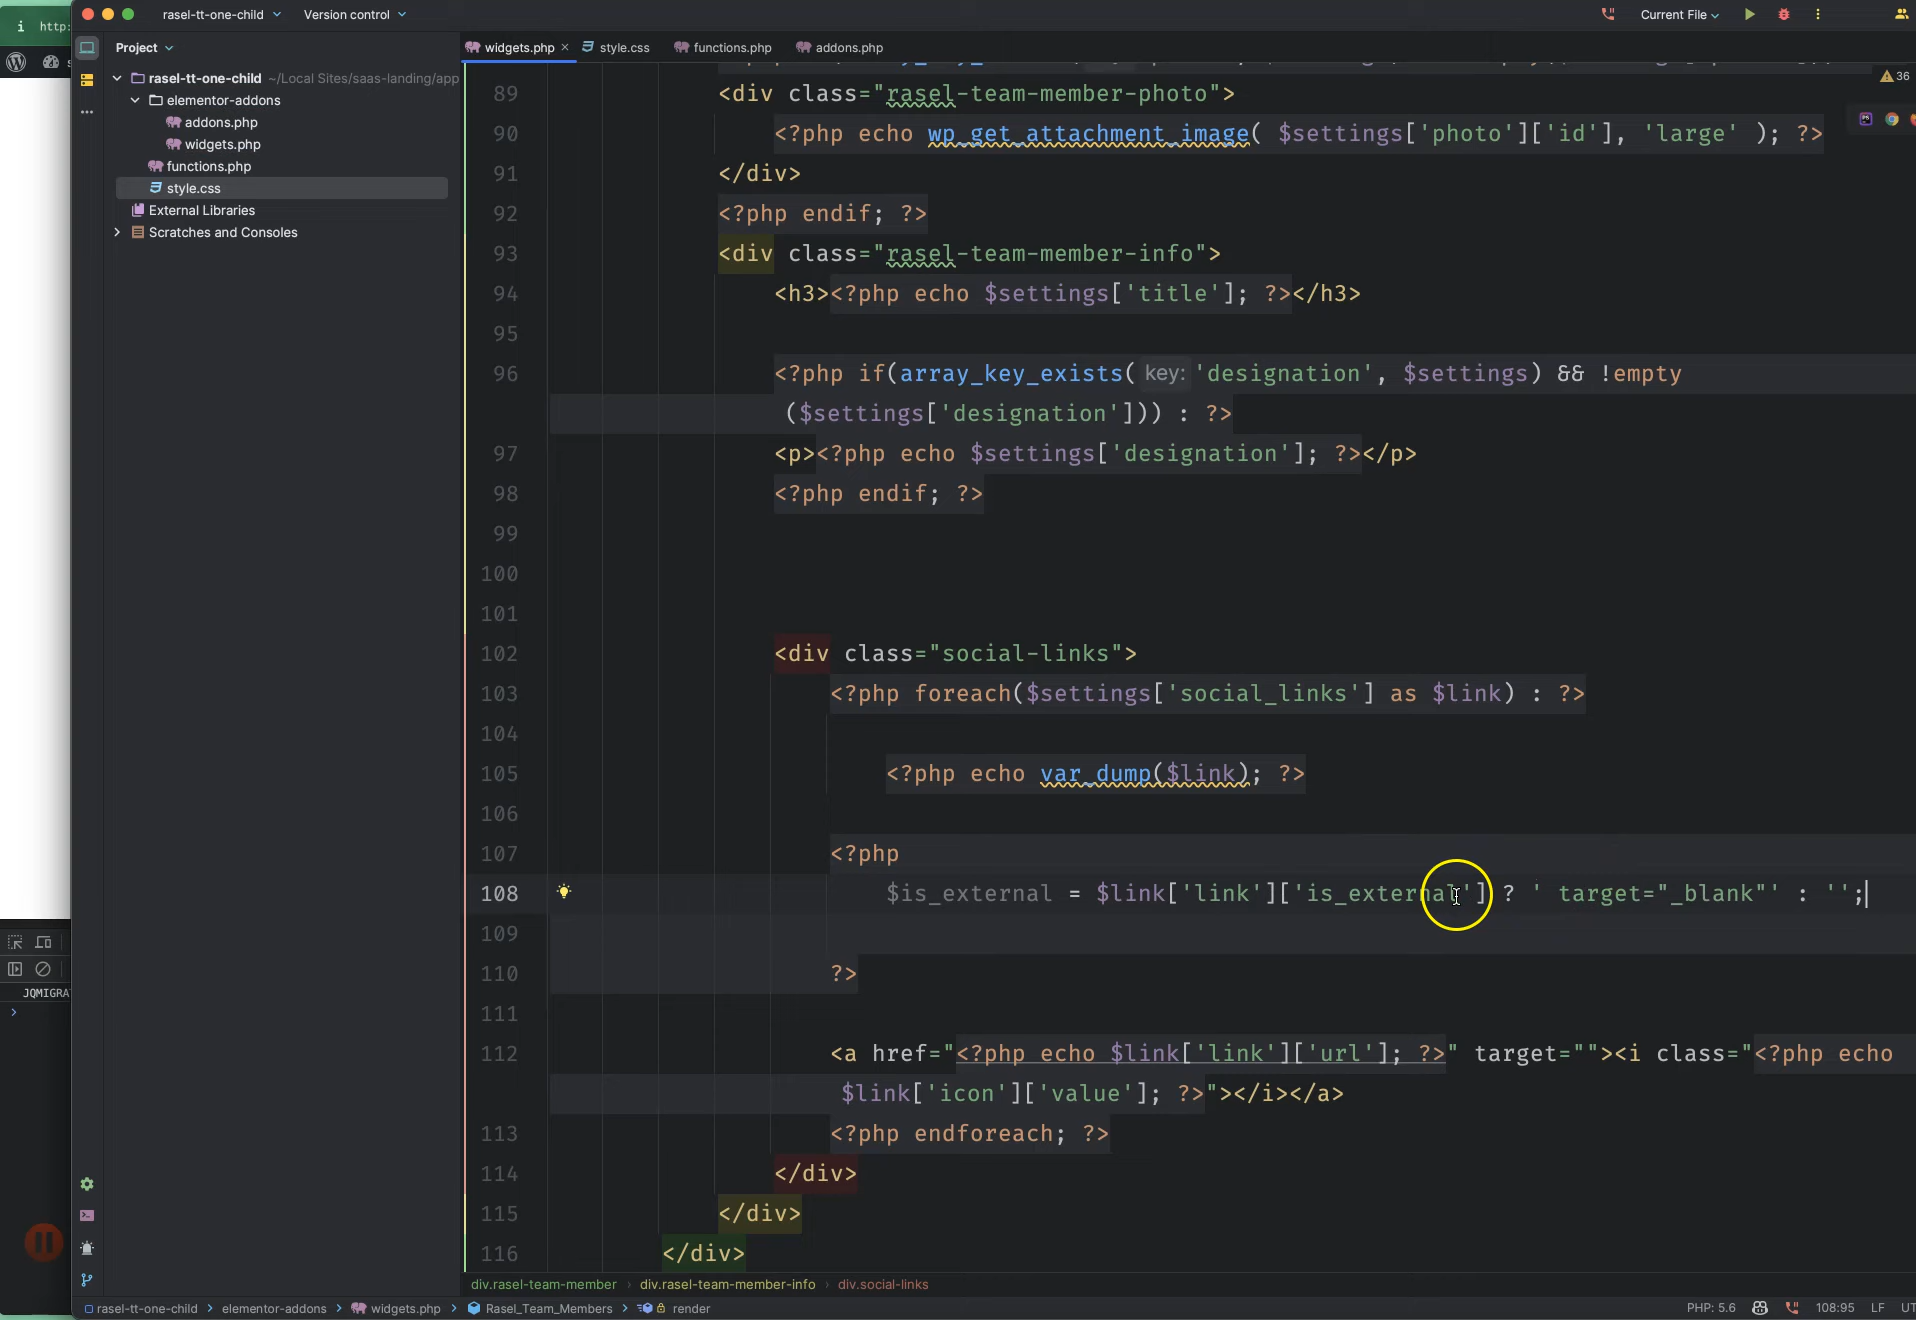 http:
rasel-tt-one-child
Version control
Current File
Project
widgets.php
style.css
functions.php
addons.php
36
rasel-tt-one-child ~/Local Sites/saas-landing/app
elementor-addons
addons.php
widgets.php
functions.php
style.css
External Libraries
Scratches and Consoles
89 <div class="rasel-team-member-photo">
90 <?php echo wp_get_attachment_image( $settings['photo']['id'], 'large' ); ?>
91 </div>
92 <?php endif; ?>
93 <div class="rasel-team-member-info">
94 <h3><?php echo $settings['title']; ?></h3>
95
96 <?php if(array_key_exists( key: 'designation', $settings) && !empty
($settings['designation'])) : ?>
97 <p><?php echo $settings['designation']; ?></p>
98 <?php endif; ?>
99
100
101
102 <div class="social-links">
103 <?php foreach($settings['social_links'] as $link) : ?>
104
105 <?php echo var_dump($link); ?>
106
107 <?php
108 $is_external = $link['link']['is_external'] ? ' target="_blank"' : '';
109
110 ?>
111
112 <a href="<?php echo $link['link']['url']; ?>" target=""><i class="<?php echo
$link['icon']['value']; ?>"></i></a>
113 <?php endforeach; ?>
114 </div>
115 </div>
116 </div>
JQMIGRA
div.rasel-team-member › div.rasel-team-member-info › div.social-links
rasel-tt-one-child › elementor-addons › widgets.php › Rasel_Team_Members › render
PHP: 5.6
108:95
LF
UT